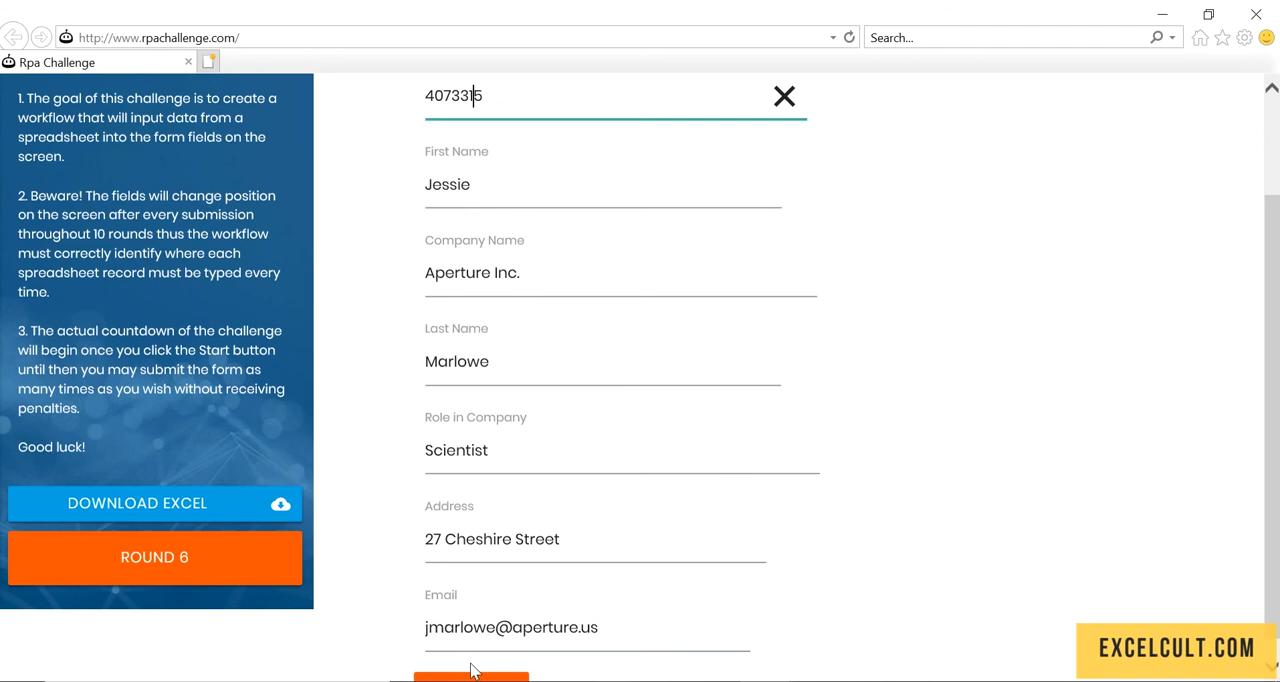 http://www.rpachallenge.com/
Search...
Rpa Challenge
1. The goal of this challenge is to create a
workflow that will input data from a
spreadsheet into the form fields on the
screen.
2. Beware! The fields will change position
on the screen after every submission
throughout 10 rounds thus the workflow
must correctly identify where each
spreadsheet record must be typed every
time.
3. The actual countdown of the challenge
will begin once you click the Start button
until then you may submit the form as
many times as you wish without receiving
penalties.
Good luck!
DOWNLOAD EXCEL
ROUND 6
4073315
First Name
Jessie
Company Name
Aperture Inc.
Last Name
Marlowe
Role in Company
Scientist
Address
27 Cheshire Street
Email
jmarlowe@aperture.us
EXCELCULT.COM